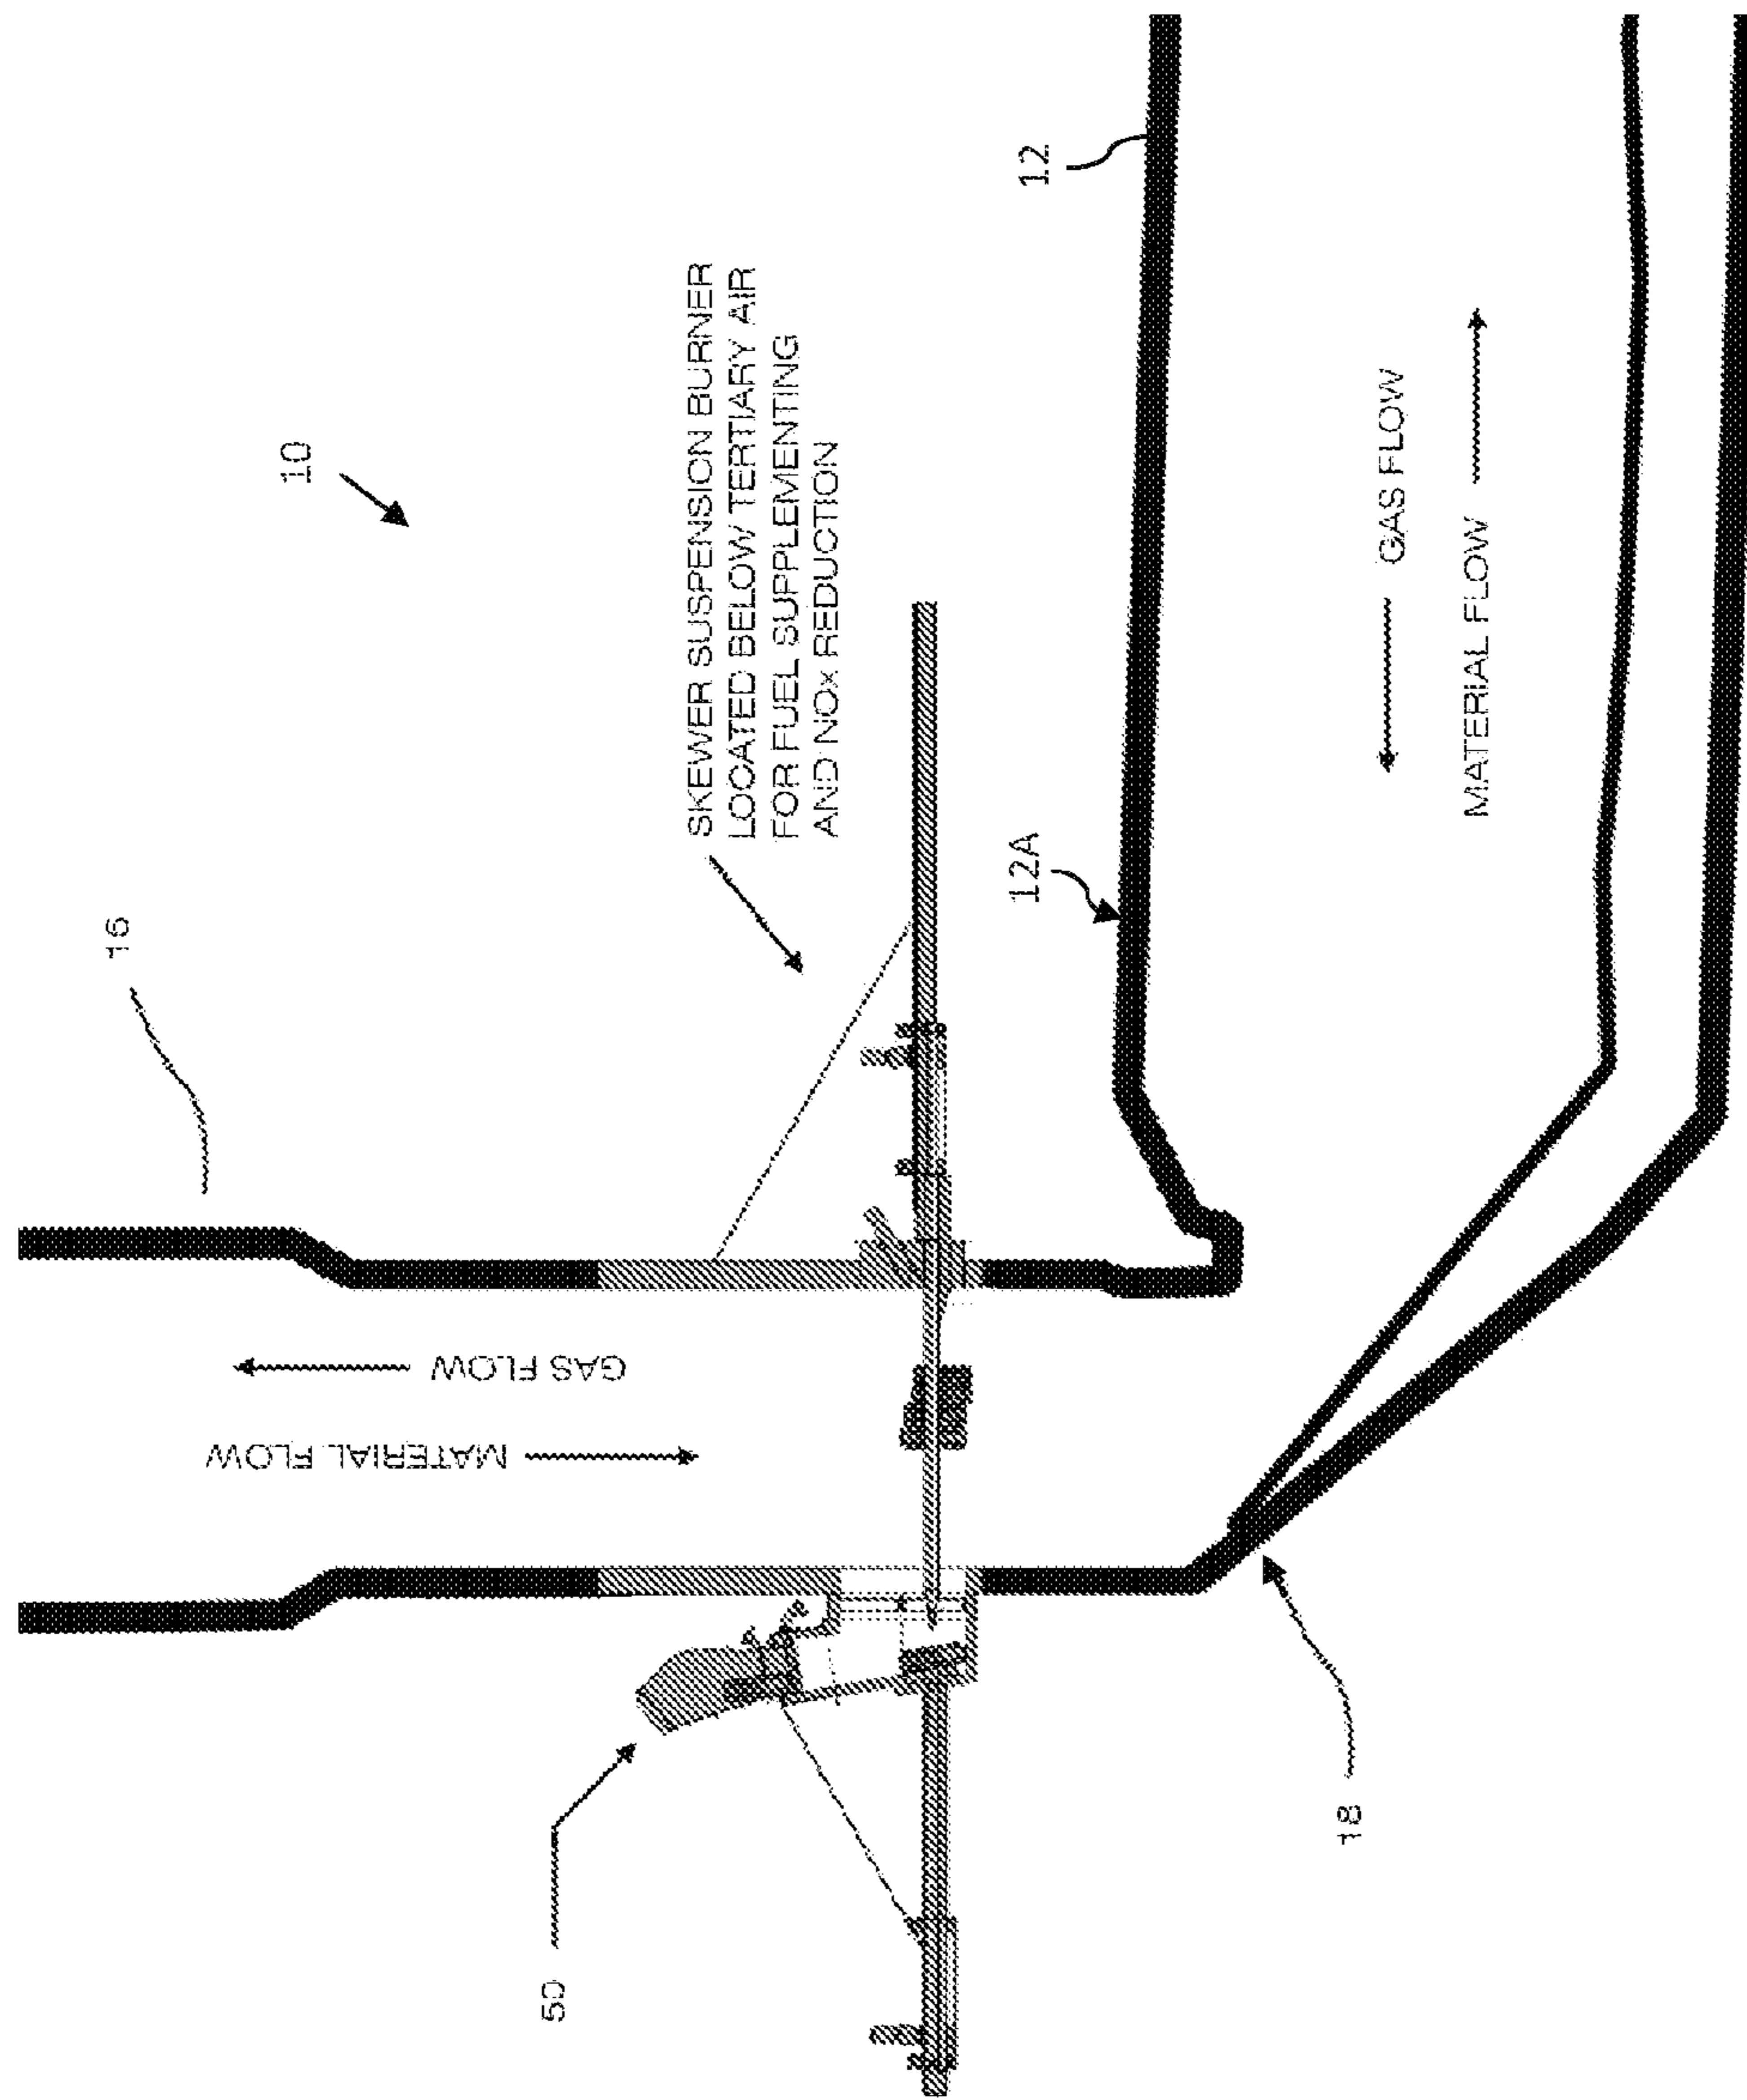 10
16
SKEWER SUSPENSION BURNER
LOCATED BELOW TERTIARY AIR
FOR FUEL SUPPLEMENTING
AND NOx REDUCTION
12
12A
GAS FLOW
MATERIAL FLOW
GAS FLOW
MATERIAL FLOW
50
18